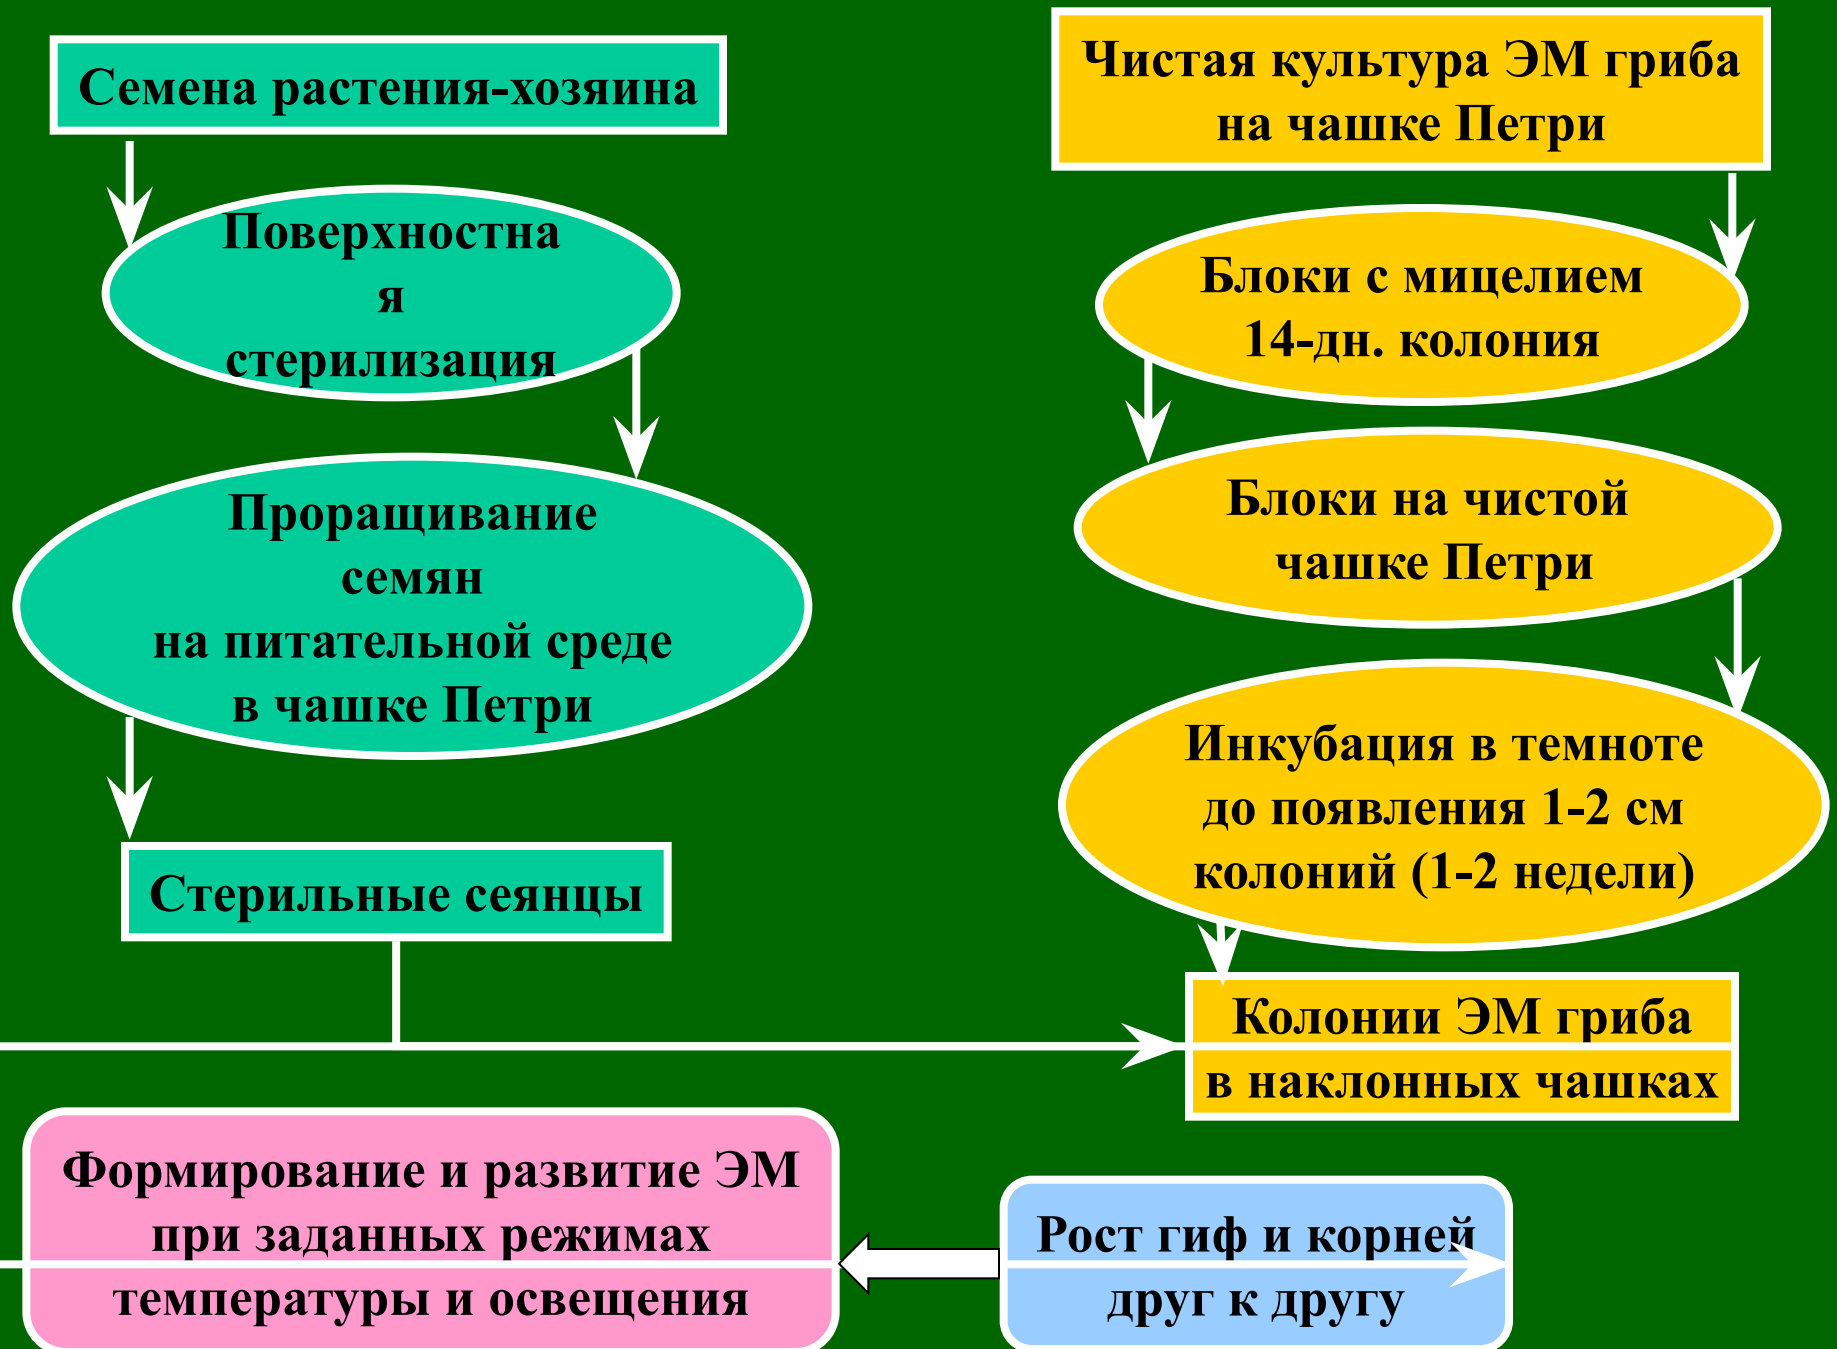 Семена растения-хозяина
Поверхностна
я
стерилизация
Проращивание
семян
на питательной среде
в чашке Петри
Стерильные сеянцы
Чистая культура ЭМ гриба
на чашке Петри
Блоки с мицелием
14-дн. колония
Блоки на чистой
чашке Петри
Инкубация в темноте
до появления 1-2 см
колоний (1-2 недели)
Колонии ЭМ гриба
в наклонных чашках
Формирование и развитие ЭМ
при заданных режимах
температуры и освещения
Рост гиф и корней
друг к другу